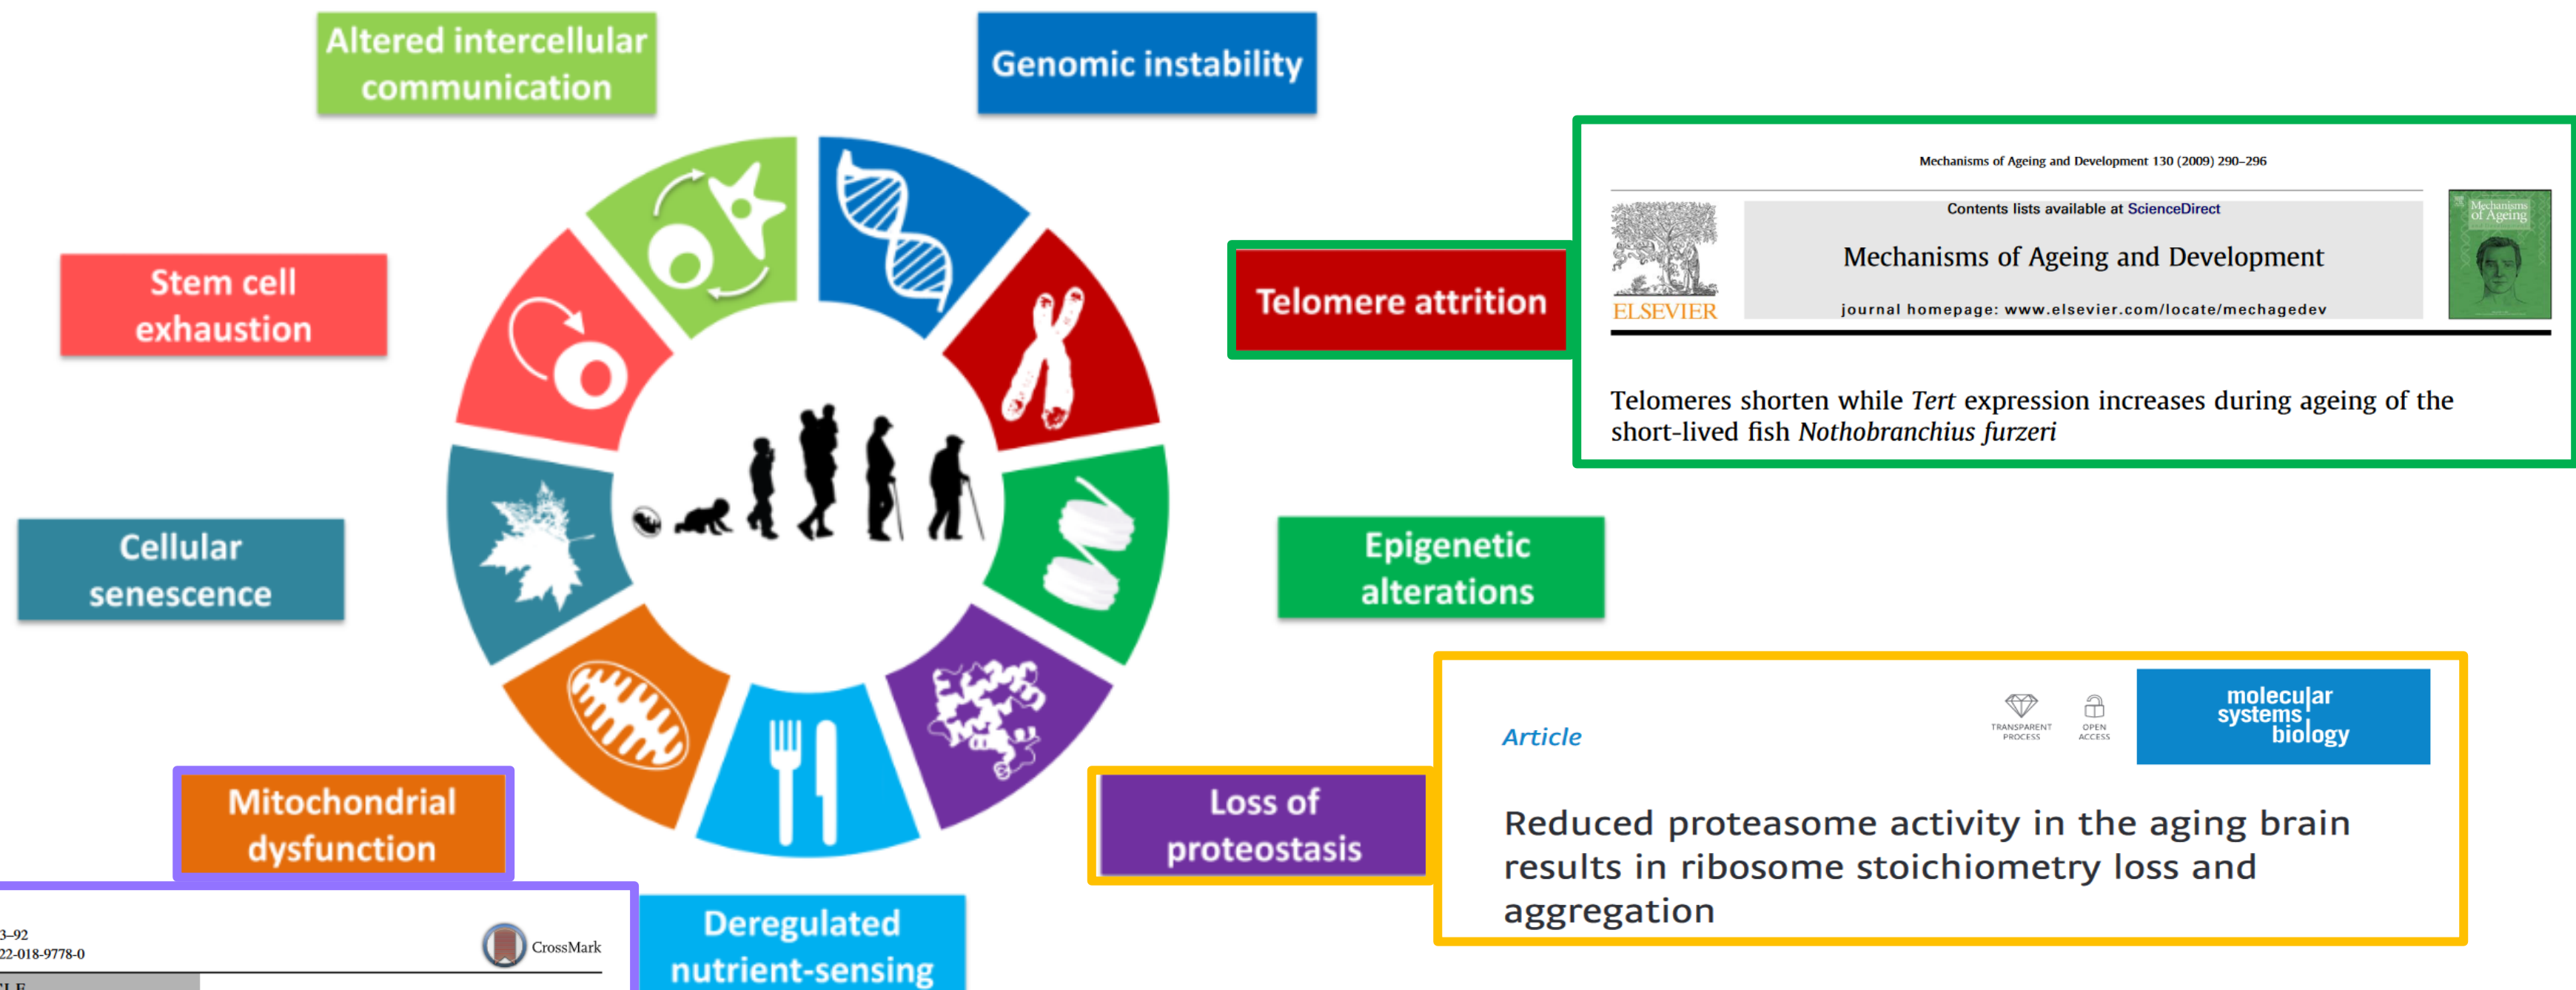 Altered intercellular
communication
Genomic instability
Mechanisms of Ageing and Development 130 (2009) 290–296
Contents lists available at ScienceDirect
Mechanisms of Ageing and Development
journal homepage: www.elsevier.com/locate/mechagedev
ELSEVIER
Mechanisms
of Ageing
Telomeres shorten while Tert expression increases during ageing of the
short-lived fish Nothobranchius furzeri
Stem cell
exhaustion
Telomere attrition
Cellular
senescence
Epigenetic
alterations
Article
TRANSPARENT
PROCESS
OPEN
ACCESS
molecular
systems
biology
Reduced proteasome activity in the aging brain
results in ribosome stoichiometry loss and
aggregation
Mitochondrial
dysfunction
Loss of
proteostasis
Deregulated
nutrient-sensing
3–92
22-018-9778-0
CrossMark